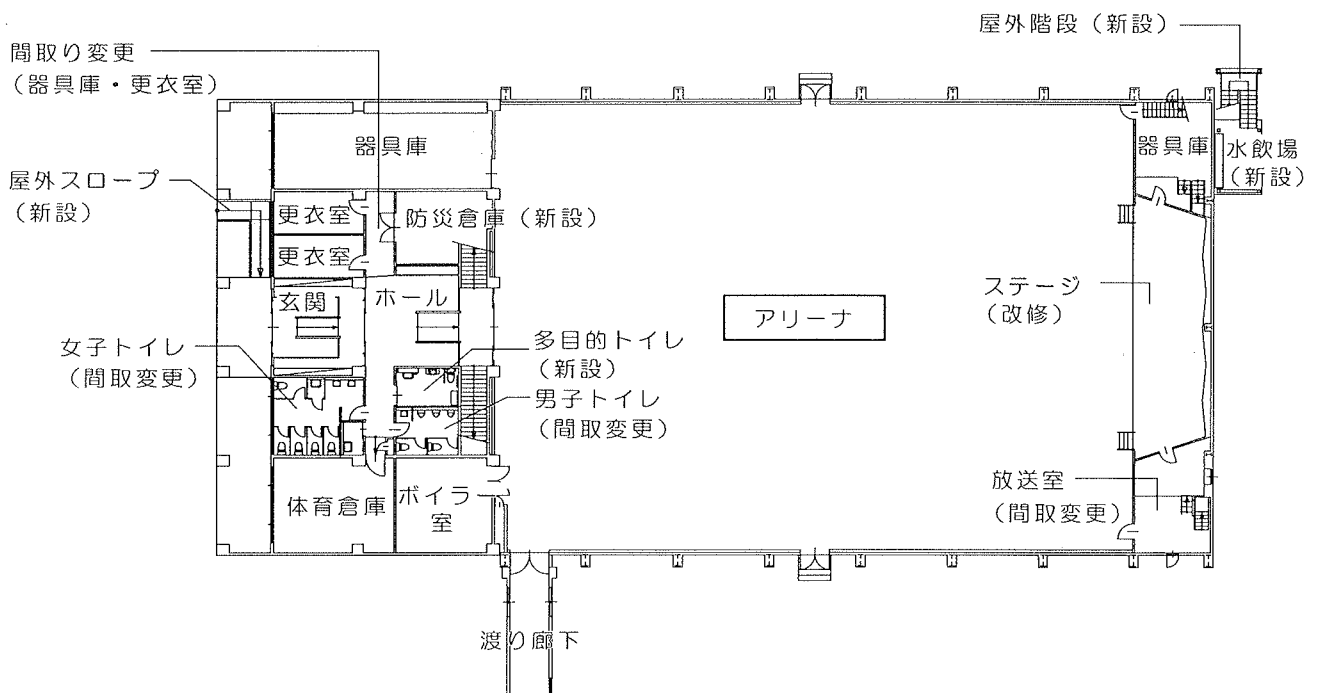 屋外階段（新設）
間取り変更
（器具庫・更衣室）
器具庫
器具庫
水飲場
（新設）
屋外スロープ
（新設）
更衣室
防災倉庫（新設）
更衣室
玄関
ホール
ステージ
（改修）
アリーナ
女子トイレ
（間取変更）
多目的トイレ
（新設）
男子トイレ
（間取変更）
体育倉庫
ボイラー
室
放送室
（間取変更）
渡り廊下